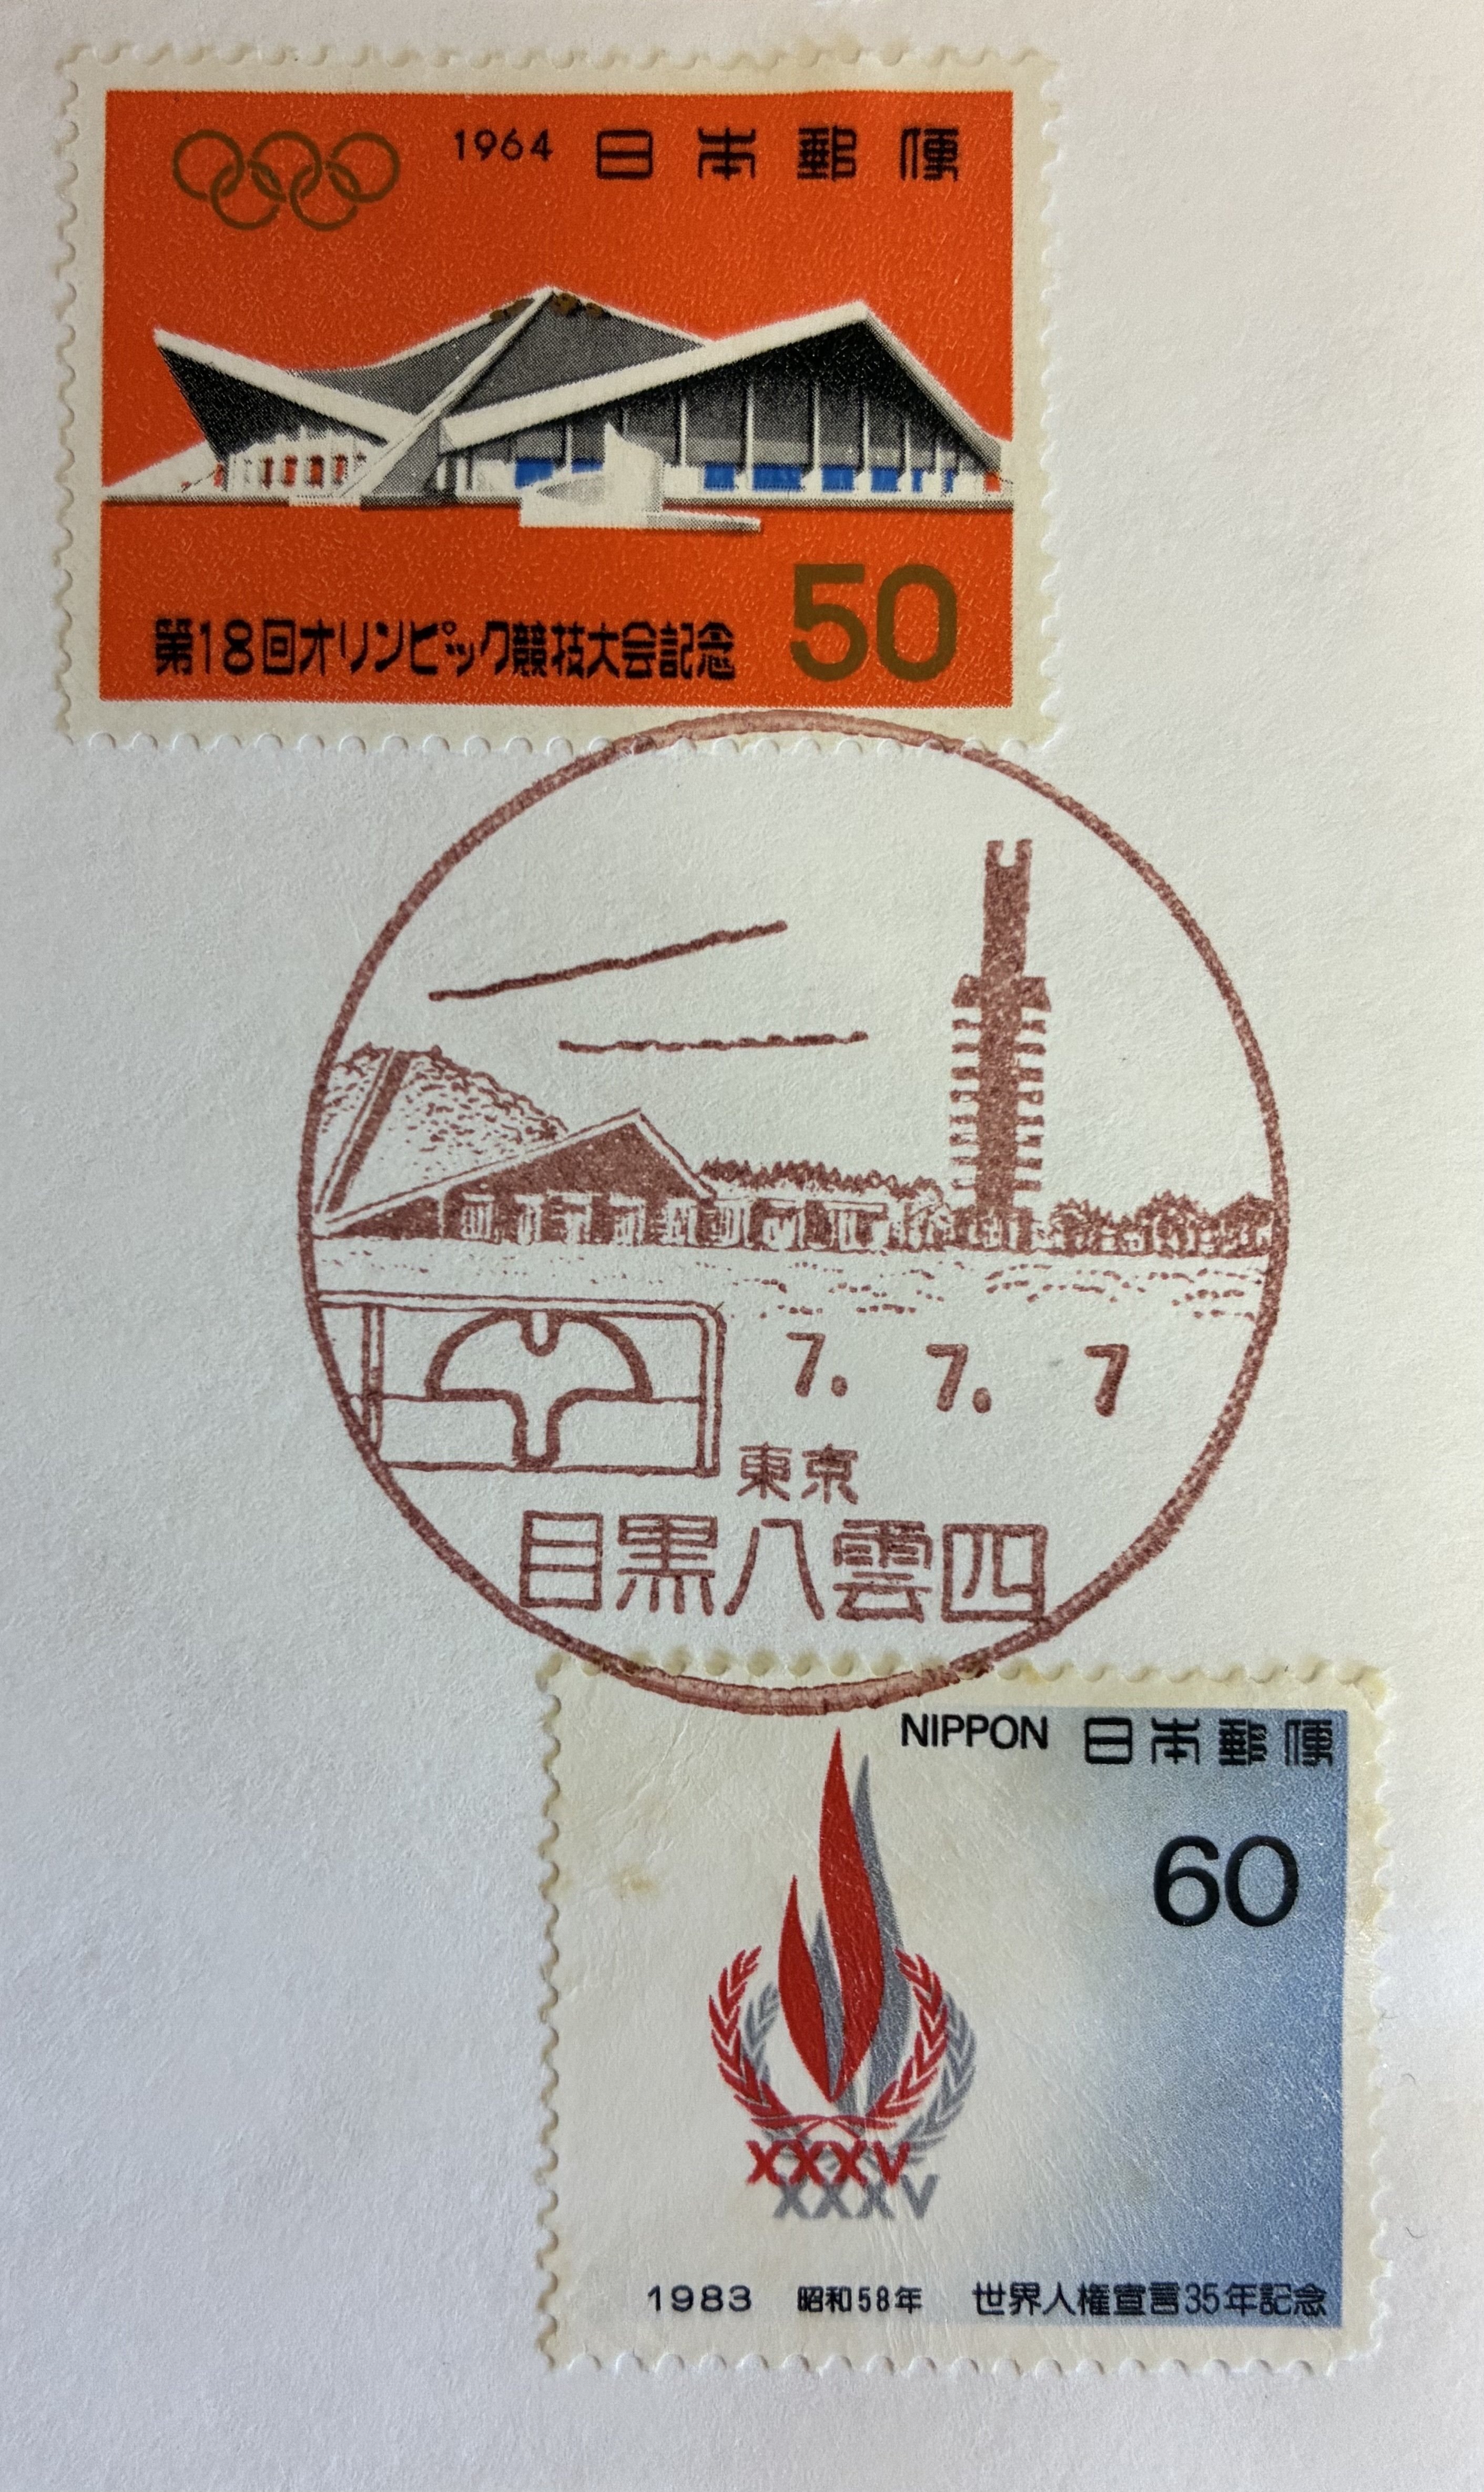 1964 日本郵便
50
第18回オリンピック競技大会記念
7. 7. 7
東京
目黒八雲四
NIPPON 日本郵便
60
XXXV
XXXV
1983 昭和58年 世界人権宣言35年記念